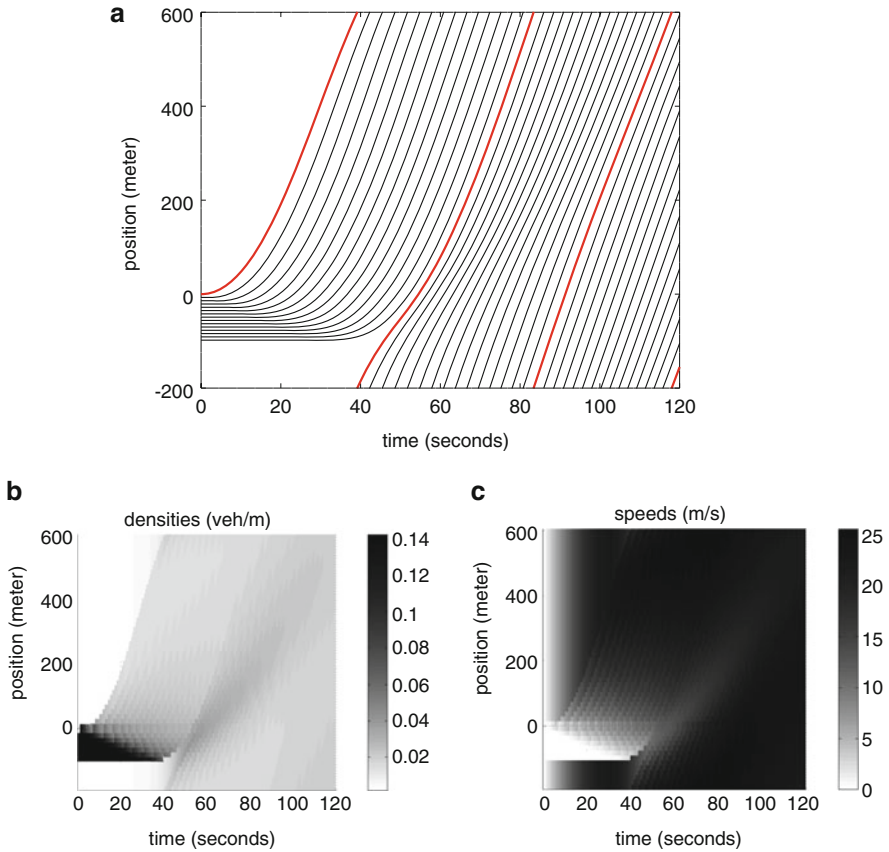 a
600
400
200
0
-200
position (meter)
0 20 40 60 80 100 120
time (seconds)
b
densities (veh/m)
600
400
200
0
position (meter)
0 20 40 60 80 100 120
time (seconds)
0.14
0.12
0.1
0.08
0.06
0.04
0.02
c
speeds (m/s)
600
400
200
0
position (meter)
0 20 40 60 80 100 120
time (seconds)
25
20
15
10
5
0